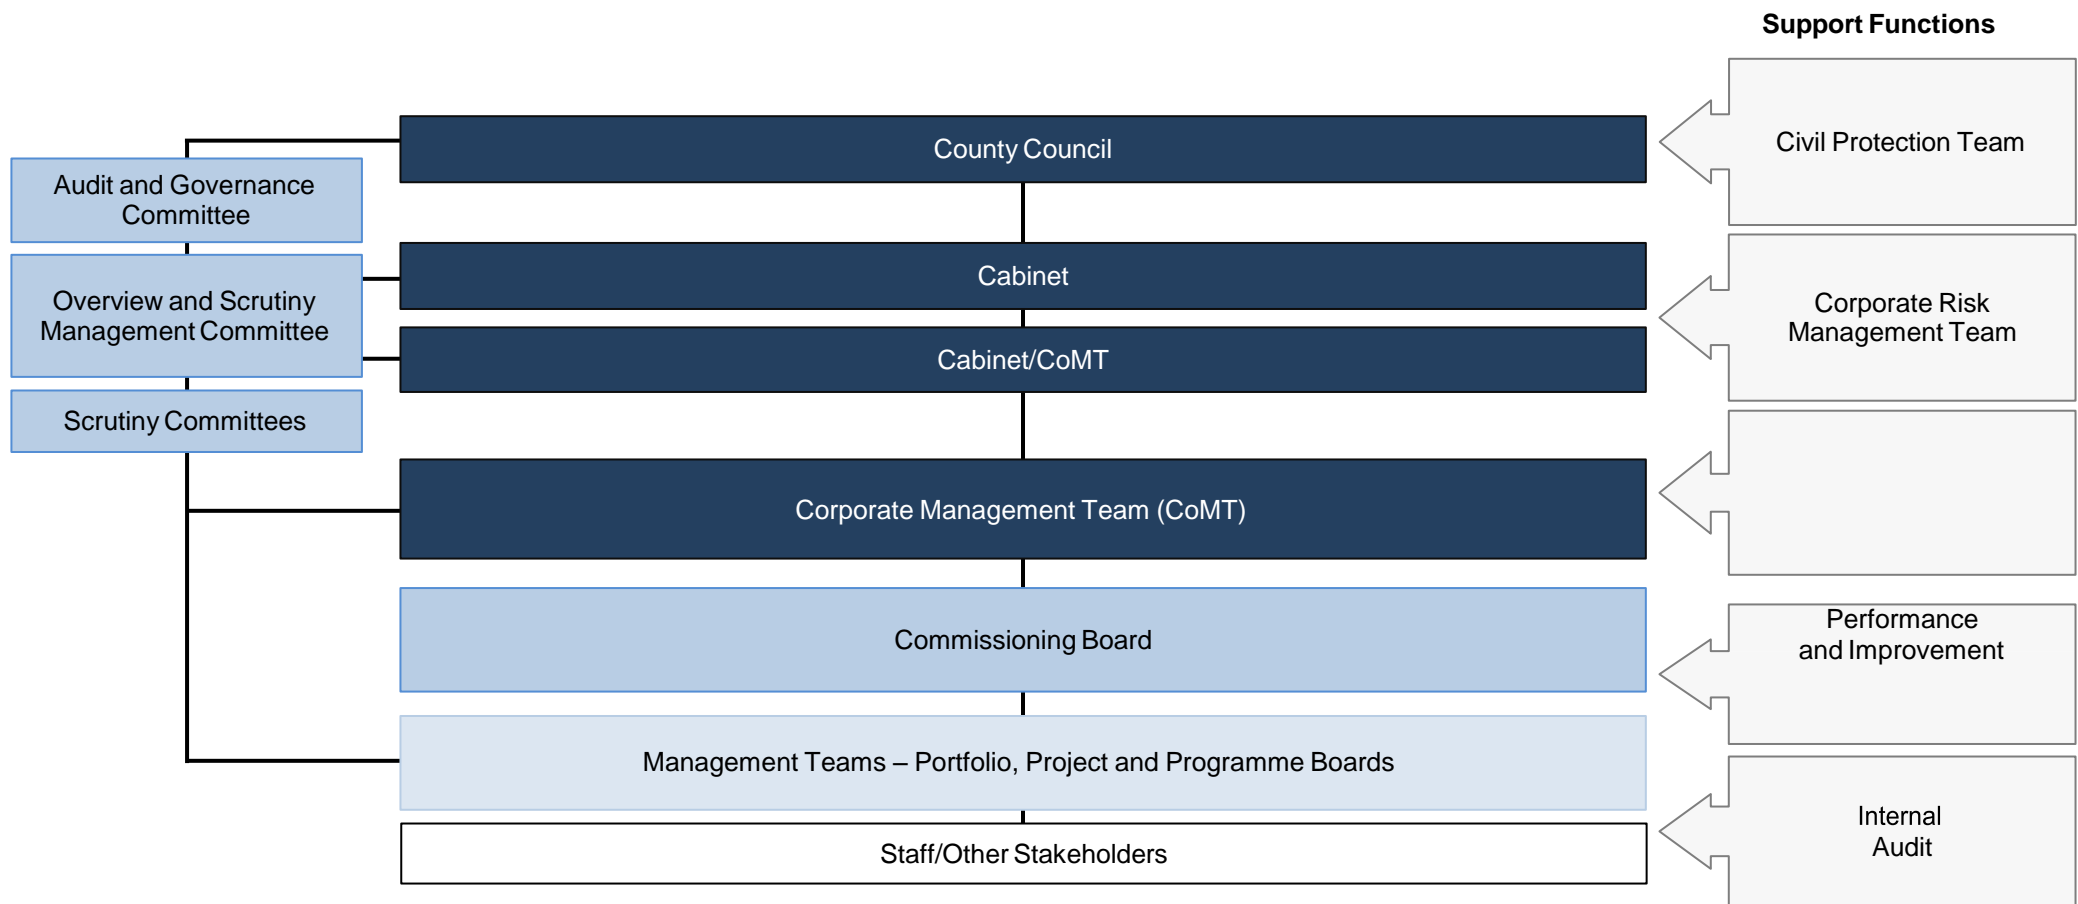 Support Functions
County Council
Civil Protection Team
Audit and Governance
Committee
Cabinet
Overview and Scrutiny
Management Committee
Corporate Risk
Management Team
Cabinet/CoMT
Scrutiny Committees
Corporate Management Team (CoMT)
Commissioning Board
Performance
and Improvement
Management Teams – Portfolio, Project and Programme Boards
Internal
Audit
Staff/Other Stakeholders